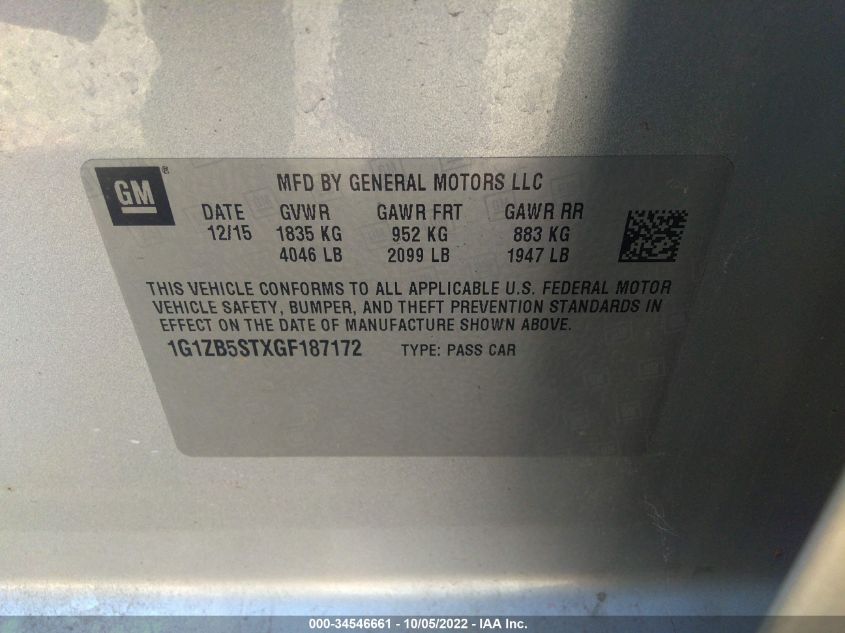 GM ®
MFD BY GENERAL MOTORS LLC
DATE GVWR GAWR FRT GAWR RR
12/15 1835 KG 952 KG 883 KG
4046 LB 2099 LB 1947 LB
THIS VEHICLE CONFORMS TO ALL APPLICABLE U.S. FEDERAL MOTOR
VEHICLE SAFETY, BUMPER, AND THEFT PREVENTION STANDARDS IN
EFFECT ON THE DATE OF MANUFACTURE SHOWN ABOVE.
1G1ZB5STXGF187172 TYPE: PASS CAR
000-34546661 - 10/05/2022 - IAA Inc.